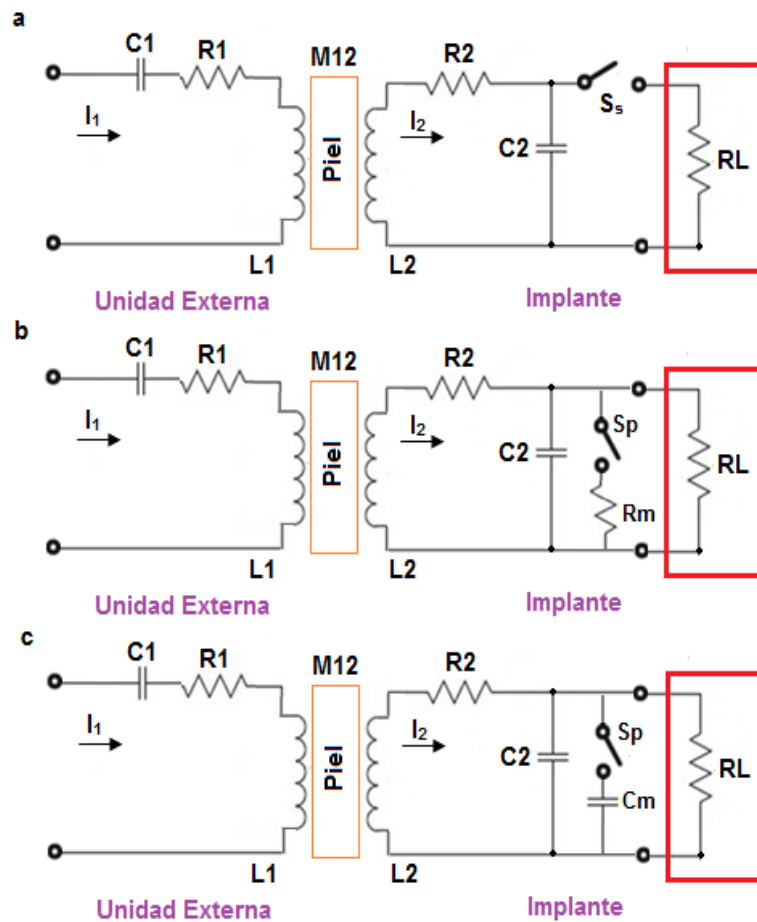 a
C1
R1
M12
R2
I₁
I₂
Piel
C2
Sₛ
RL
L1
L2
Unidad Externa
Implante
b
C1
R1
M12
R2
I₁
I₂
Piel
C2
Sp
Rm
RL
L1
L2
Unidad Externa
Implante
c
C1
R1
M12
R2
I₁
I₂
Piel
C2
Sp
Cm
RL
L1
L2
Unidad Externa
Implante